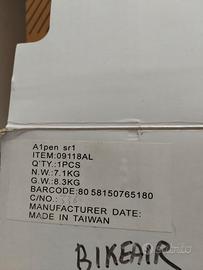 A1pen sr1
ITEM:09118AL
Q'TY.:1PCS
N.W.:7.1KG
G.W.:8.3KG
BARCODE:80 58150765180
C/NO.:
MANUFACTURER DATE:
MADE IN TAIWAN
BIKEAIR
subito